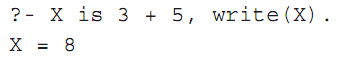 ?- X is 3 + 5, write(X).
X = 8